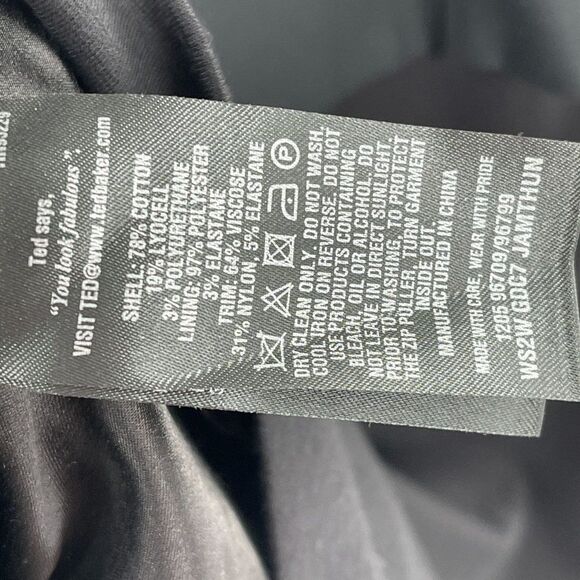 Ted says,
“You look fabulous”.
VISIT TED@www.tedbaker.com
SHELL: 78% COTTON
19% LYOCELL
3% POLYURETHANE
LINING: 97% POLYESTER
3% ELASTANE
TRIM: 64% VISCOSE
31% NYLON, 5% ELASTANE
P
DRY CLEAN ONLY. DO NOT WASH.
COOL IRON ON REVERSE. DO NOT
USE PRODUCTS CONTAINING
BLEACH, OIL OR ALCOHOL. DO
NOT LEAVE IN DIRECT SUNLIGHT.
PRIOR TO WASHING, TO PROTECT
THE ZIP PULLER, TURN GARMENT
INSIDE OUT.
MANUFACTURED IN CHINA
MADE WITH CARE, WEAR WITH PRIDE
1205 96709/96799
WS2W GDC7 JAMTHUN